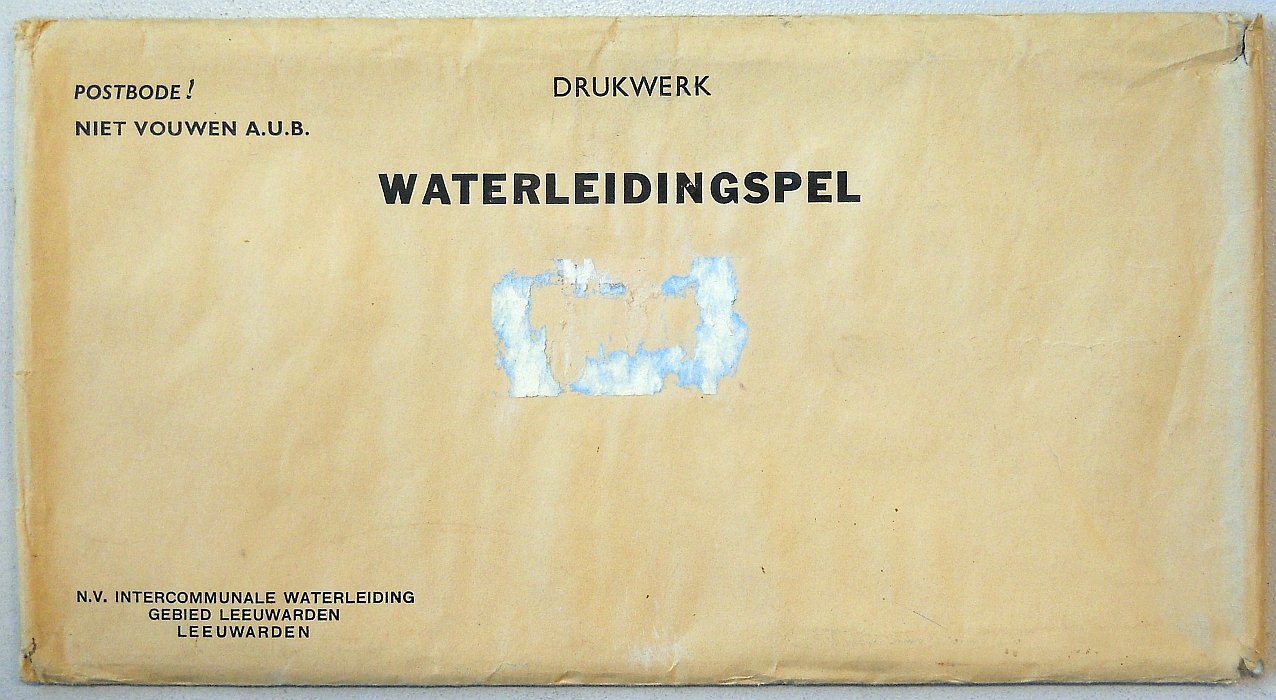 POSTBODE!
NIET VOUWEN A.U.B.
DRUKWERK
WATERLEIDINGSPEL
N.V. INTERCOMMUNALE WATERLEIDING
GEBIED LEEUWARDEN
LEEUWARDEN